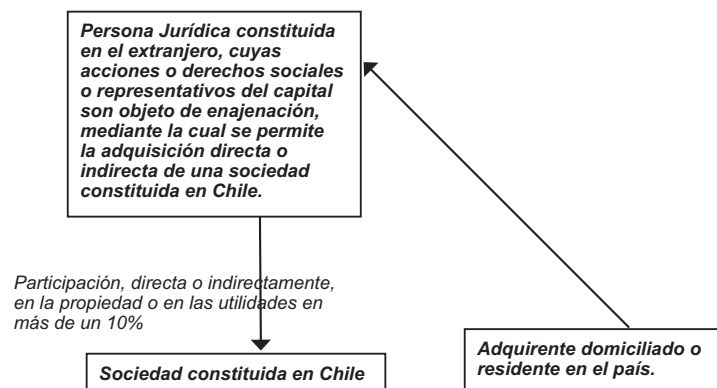 Persona Jurídica constituida
en el extranjero, cuyas
acciones o derechos sociales
o representativos del capital
son objeto de enajenación,
mediante la cual se permite
la adquisición directa o
indirecta de una sociedad
constituida en Chile.
Participación, directa o indirectamente,
en la propiedad o en las utilidades en
más de un 10%
Sociedad constituida en Chile
Adquirente domiciliado o
residente en el país.